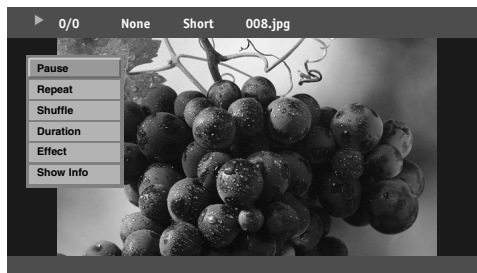 0/0 None Short 008.jpg
Pause
Repeat
Shuffle
Duration
Effect
Show Info